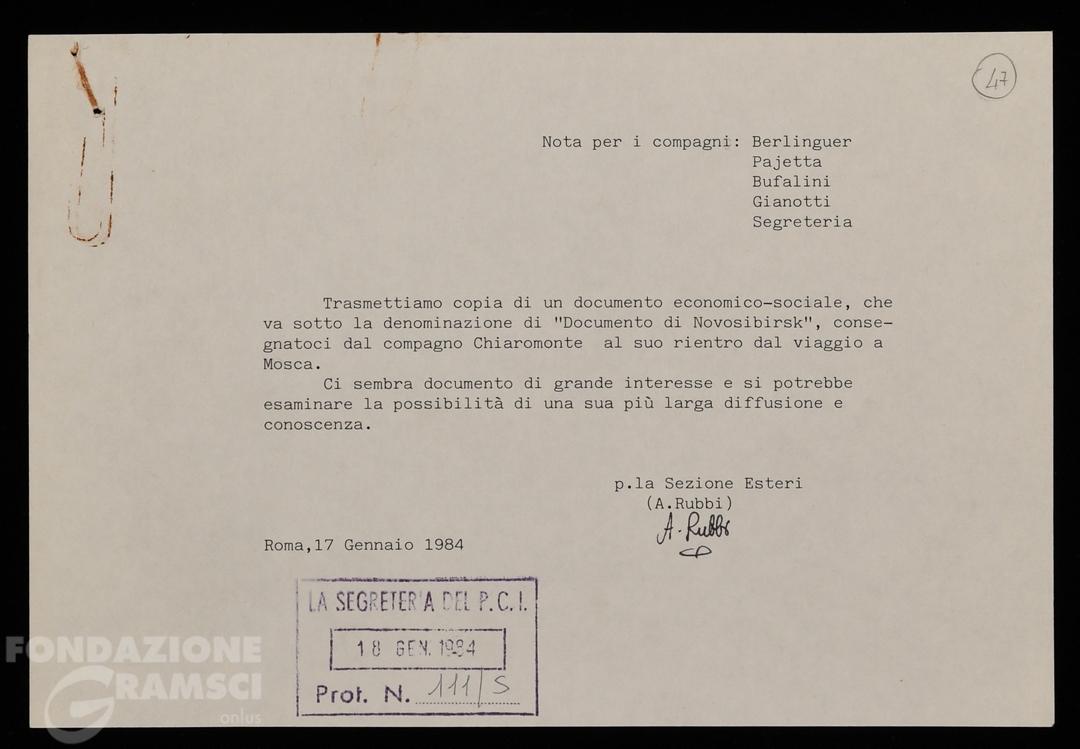 47
Nota per i compagni: Berlinguer
Pajetta
Bufalini
Gianotti
Segreteria
Trasmettiamo copia di un documento economico-sociale, che
va sotto la denominazione di "Documento di Novosibirsk", conse-
gnatoci dal compagno Chiaromonte al suo rientro dal viaggio a
Mosca.
Ci sembra documento di grande interesse e si potrebbe
esaminare la possibilità di una sua più larga diffusione e
conoscenza.
p.la Sezione Esteri
(A.Rubbi)
A. Rubbi
Roma,17 Gennaio 1984
LA SEGRETERIA DEL P.C.I.
18 GEN. 1984
Prot. N. 111/S
FONDAZIONE
GRAMSCI
onlus